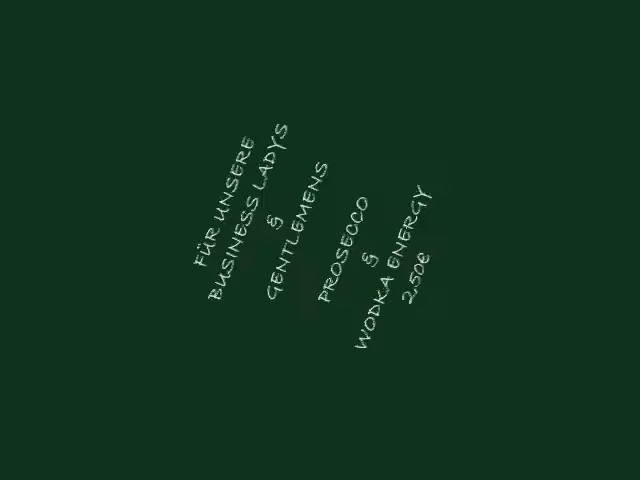 FÜR UNSERE
BUSINESS LADYS
&
GENTLEMENS
PROSECCO
&
WODKA ENERGY
2,50€